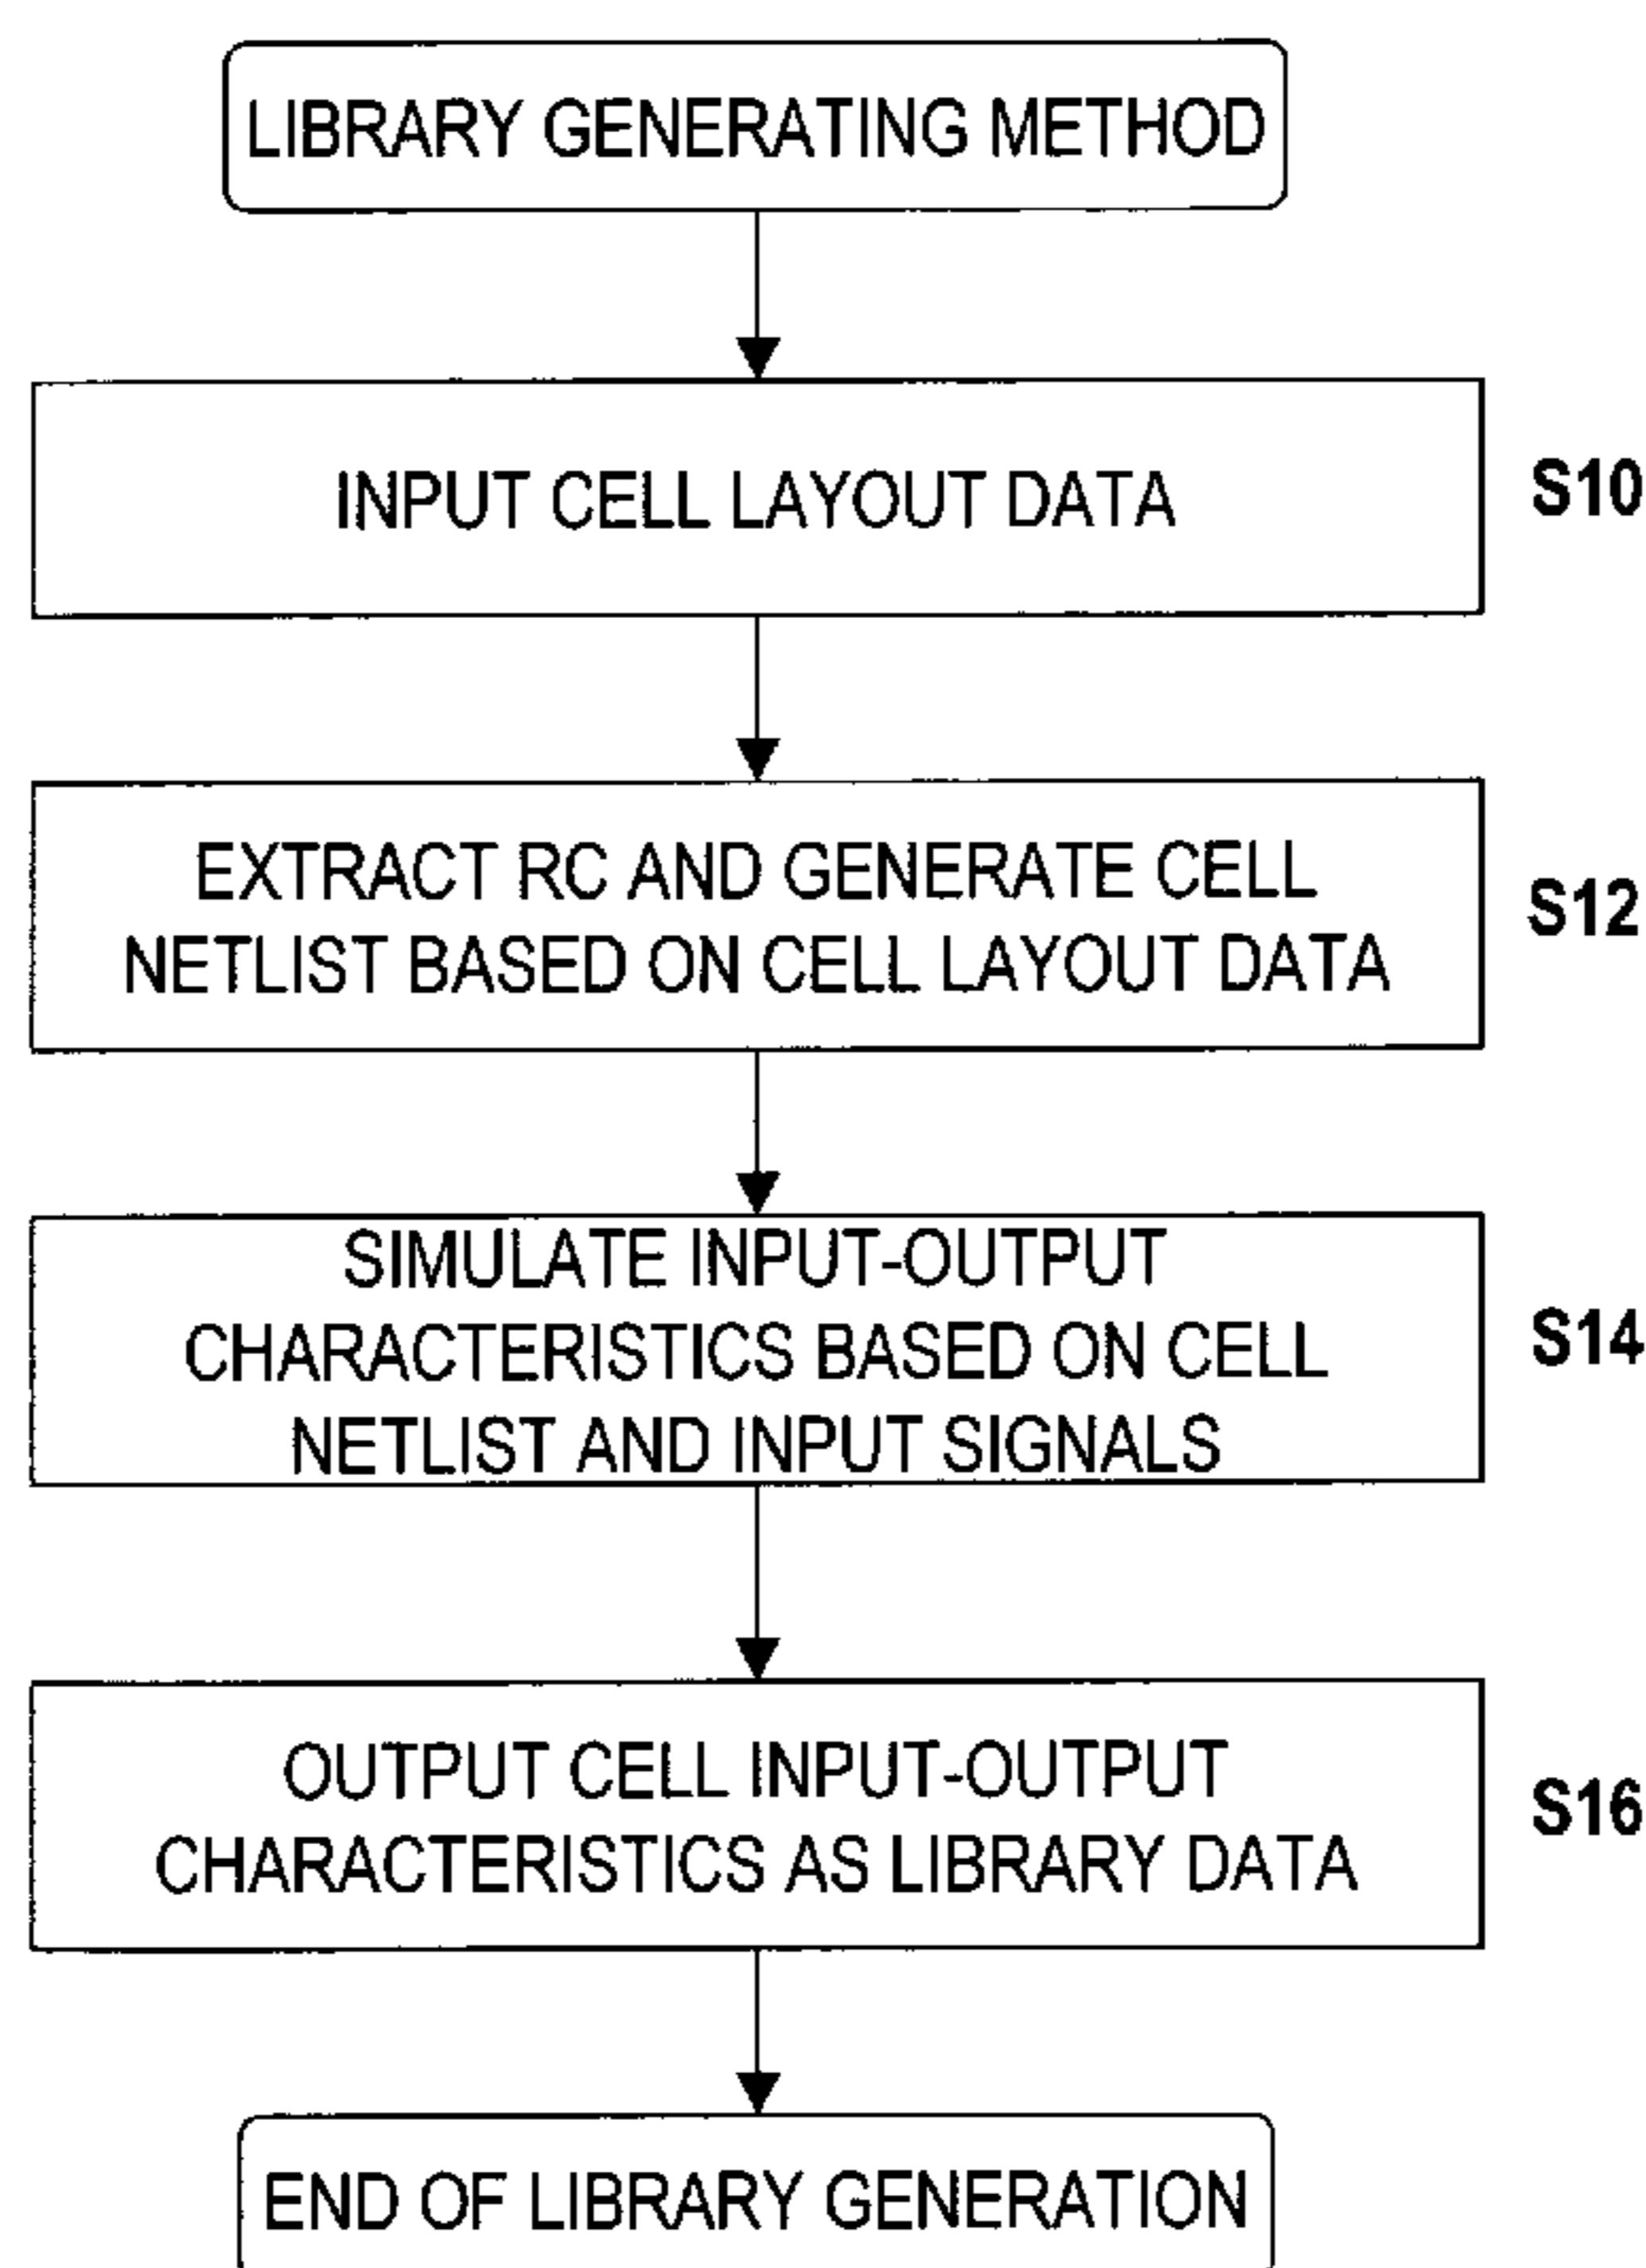 LIBRARY GENERATING METHOD
INPUT CELL LAYOUT DATA
S10
EXTRACT RC AND GENERATE CELL
NETLIST BASED ON CELL LAYOUT DATA
S12
SIMULATE INPUT-OUTPUT
CHARACTERISTICS BASED ON CELL
NETLIST AND INPUT SIGNALS
S14
OUTPUT CELL INPUT-OUTPUT
CHARACTERISTICS AS LIBRARY DATA
S16
END OF LIBRARY GENERATION